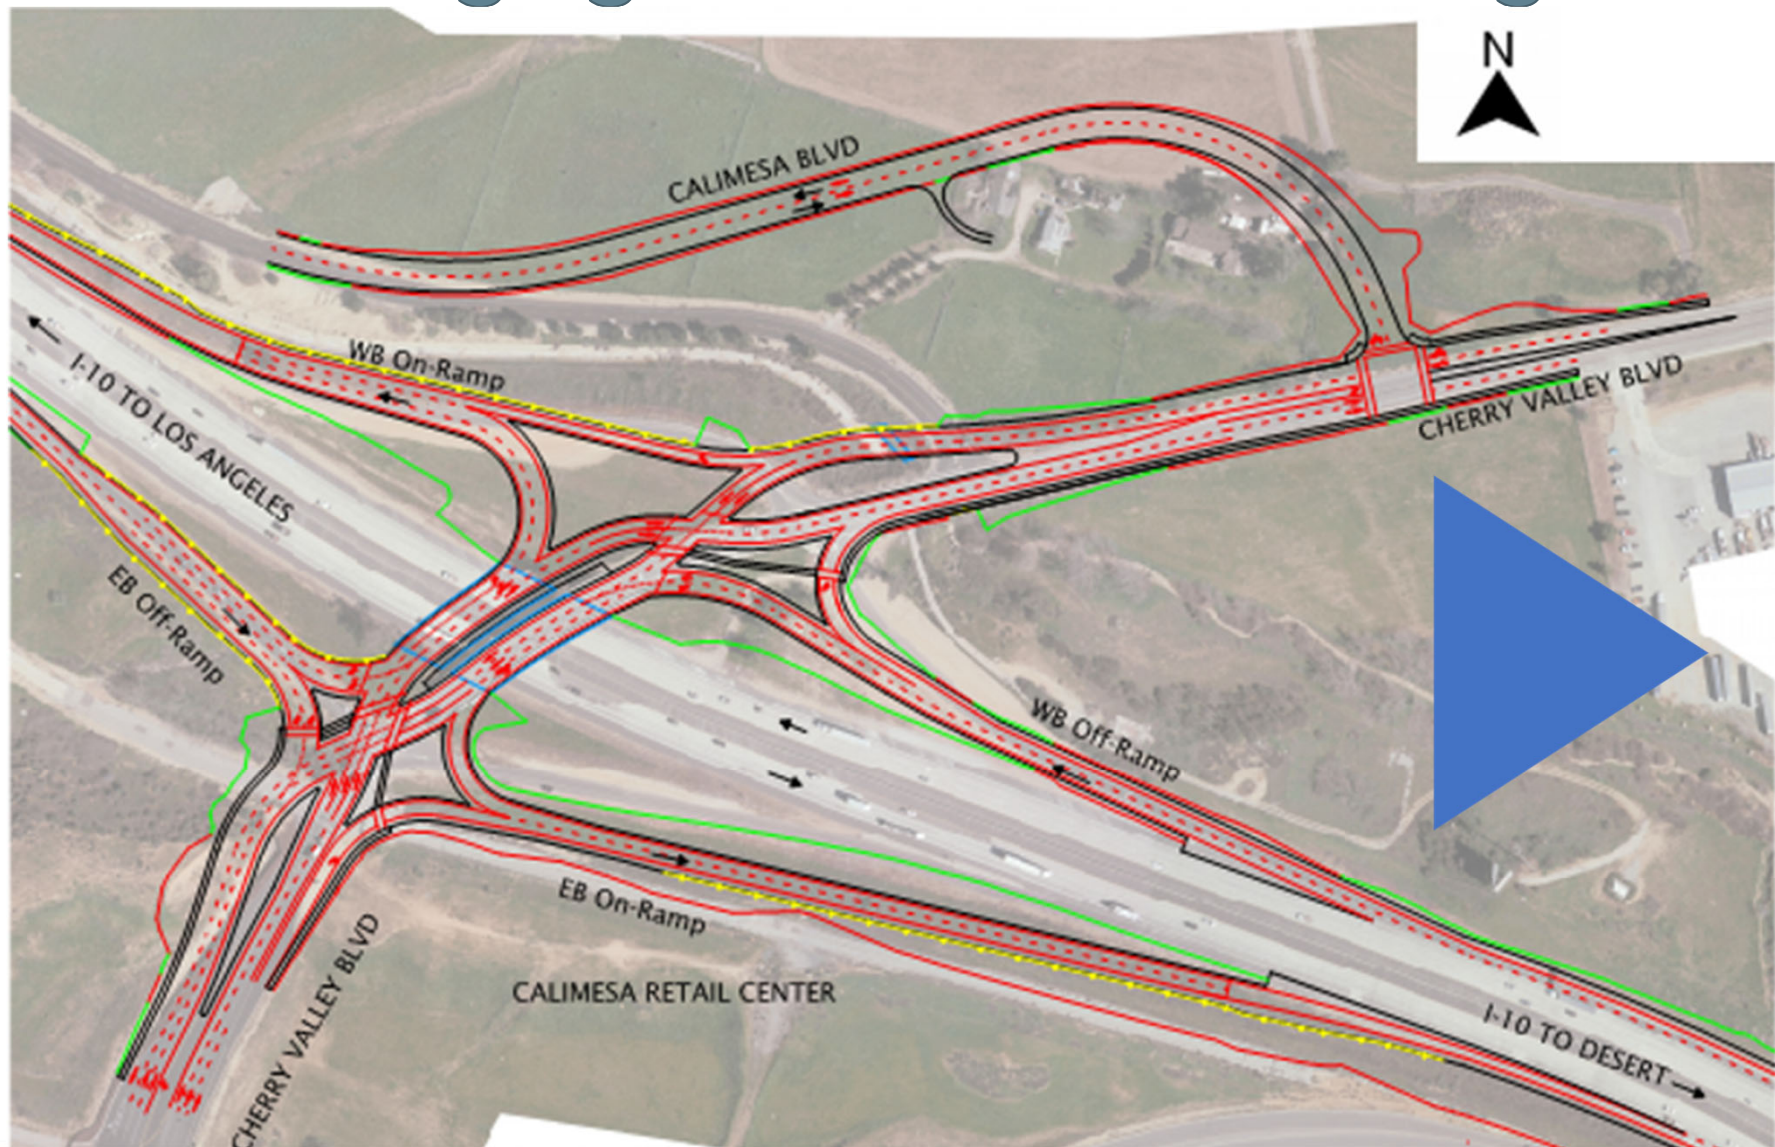 N
CALIMESA BLVD
WB On-Ramp
I-10 TO LOS ANGELES
CHERRY VALLEY BLVD
EB Off-Ramp
WB Off-Ramp
EB On-Ramp
CALIMESA RETAIL CENTER
CHERRY VALLEY BLVD
I-10 TO DESERT